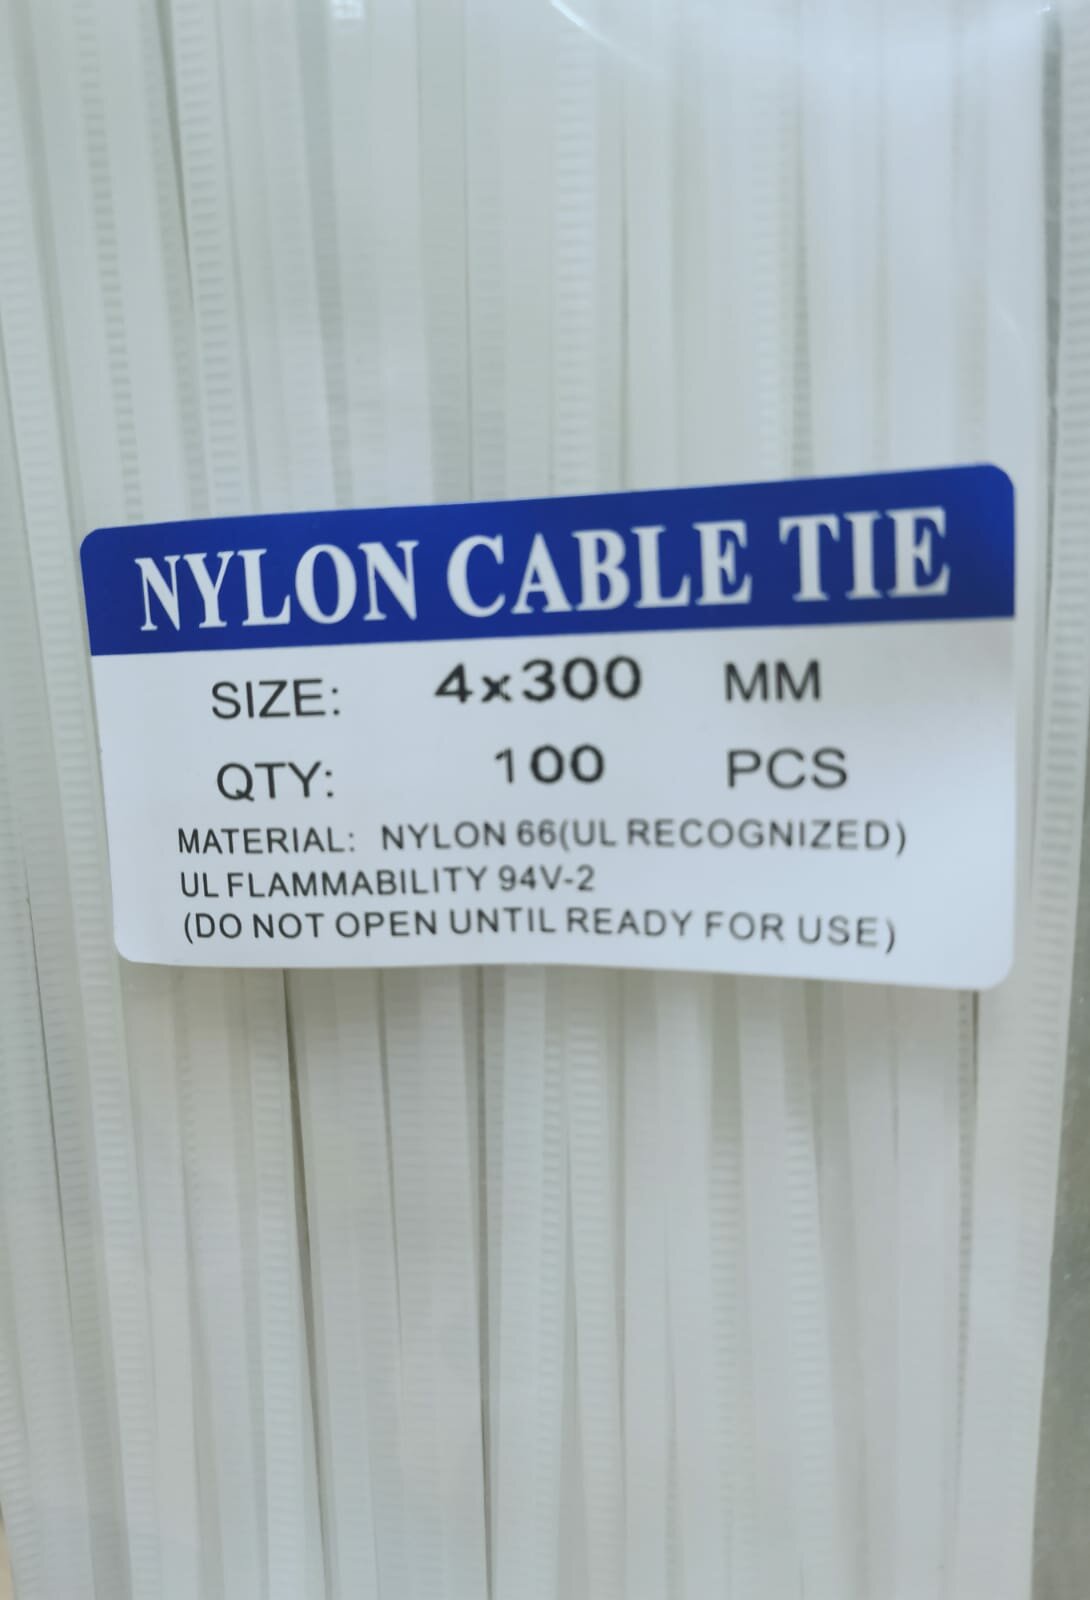 NYLON CABLE TIE
SIZE: 4x300 MM
QTY: 100 PCS
MATERIAL: NYLON 66(UL RECOGNIZED)
UL FLAMMABILITY 94V-2
(DO NOT OPEN UNTIL READY FOR USE)